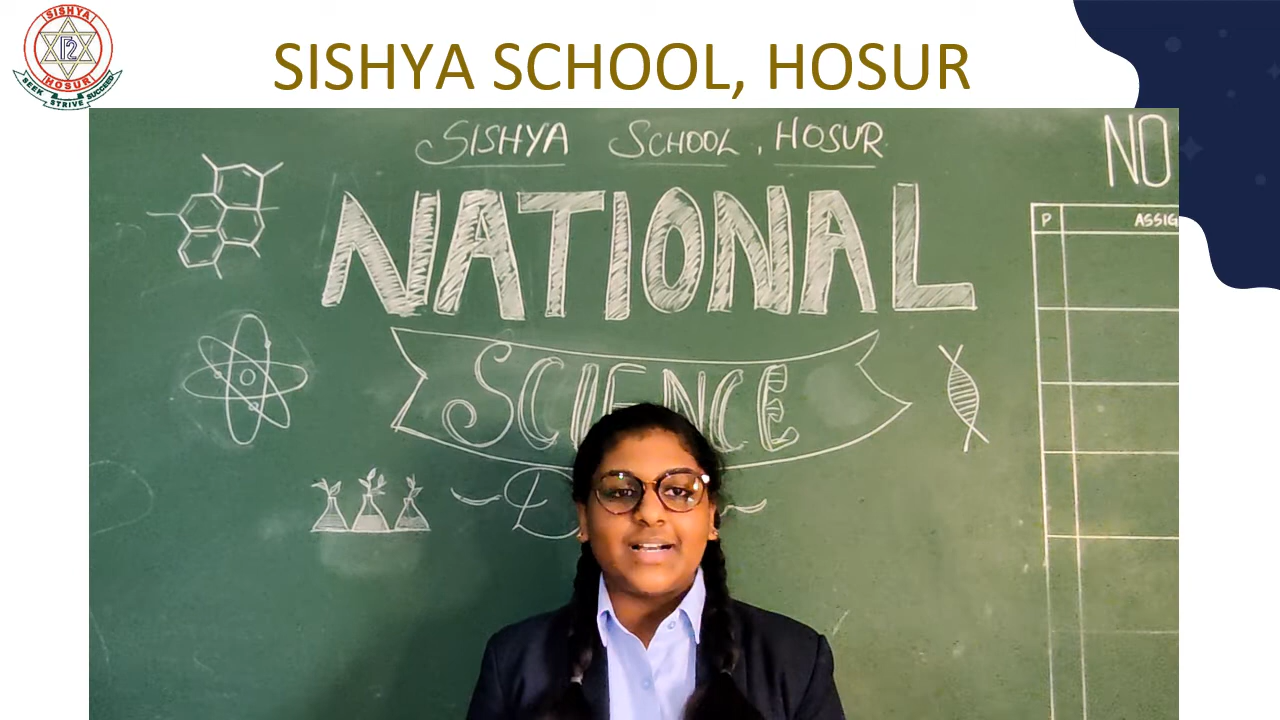 SISHYA
HOSUR
SEEK STRIVE SUCCEED
SISHYA SCHOOL, HOSUR
SISHYA SCHOOL, HOSUR
NATIONAL
SCIENCE
NO
P ASSIG